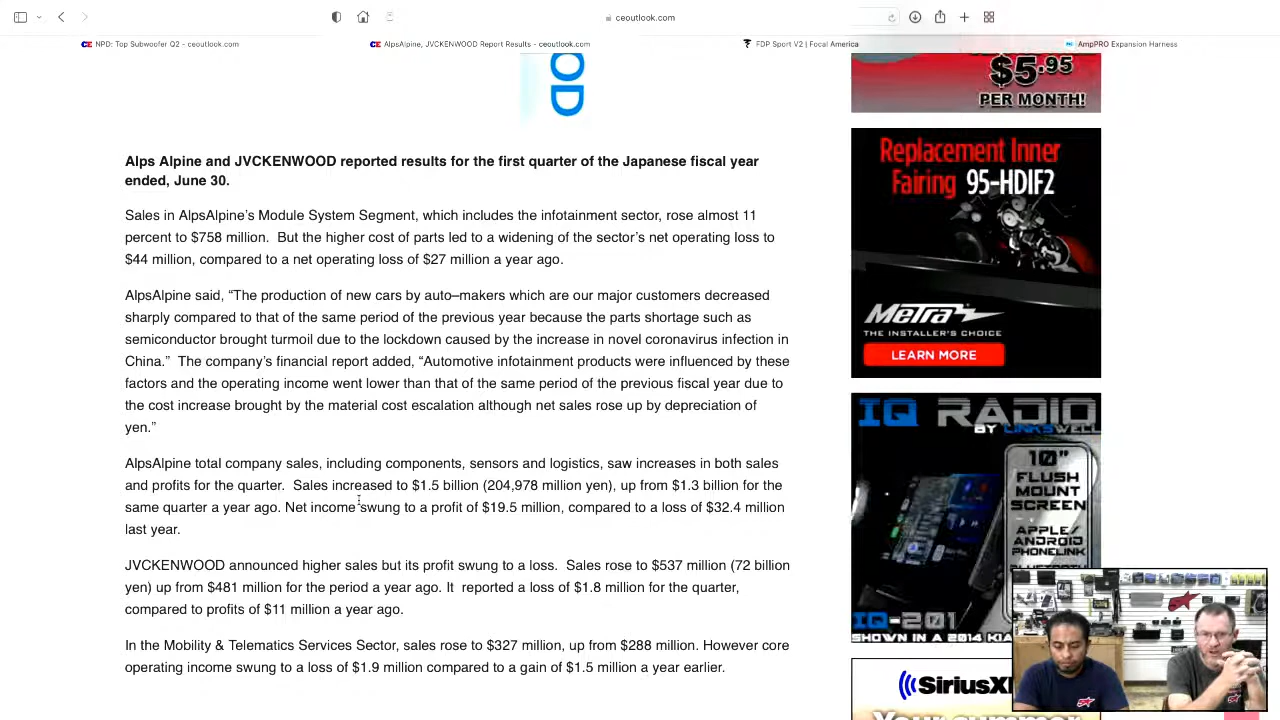 ceoutlook.com
NPD: Top Subwoofer Q2 - ceoutlook.com
AlpsAlpine, JVCKENWOOD Report Results - ceoutlook.com
FDP Sport V2 | Focal America
AmpPRO Expansion Harness
OD
$5.95
PER MONTH!
Alps Alpine and JVCKENWOOD reported results for the first quarter of the Japanese fiscal year
ended, June 30.
Sales in AlpsAlpine’s Module System Segment, which includes the infotainment sector, rose almost 11
percent to $758 million.  But the higher cost of parts led to a widening of the sector’s net operating loss to
$44 million, compared to a net operating loss of $27 million a year ago.
AlpsAlpine said, “The production of new cars by auto–makers which are our major customers decreased
sharply compared to that of the same period of the previous year because the parts shortage such as
semiconductor brought turmoil due to the lockdown caused by the increase in novel coronavirus infection in
China.”  The company’s financial report added, “Automotive infotainment products were influenced by these
factors and the operating income went lower than that of the same period of the previous fiscal year due to
the cost increase brought by the material cost escalation although net sales rose up by depreciation of
yen.”
AlpsAlpine total company sales, including components, sensors and logistics, saw increases in both sales
and profits for the quarter.  Sales increased to $1.5 billion (204,978 million yen), up from $1.3 billion for the
same quarter a year ago. Net income swung to a profit of $19.5 million, compared to a loss of $32.4 million
last year.
JVCKENWOOD announced higher sales but its profit swung to a loss.  Sales rose to $537 million (72 billion
yen) up from $481 million for the period a year ago. It  reported a loss of $1.8 million for the quarter,
compared to profits of $11 million a year ago.
In the Mobility & Telematics Services Sector, sales rose to $327 million, up from $288 million. However core
operating income swung to a loss of $1.9 million compared to a gain of $1.5 million a year earlier.
Replacement Inner
Fairing 95-HDIF2
Metra
THE INSTALLER'S CHOICE
LEARN MORE
IQ RADIO
BY LINKSWELL
10"
FLUSH
MOUNT
SCREEN
APPLE/
ANDROID
PHONELINK
IQ-201
SHOWN IN A 2014 KIA
SiriusX